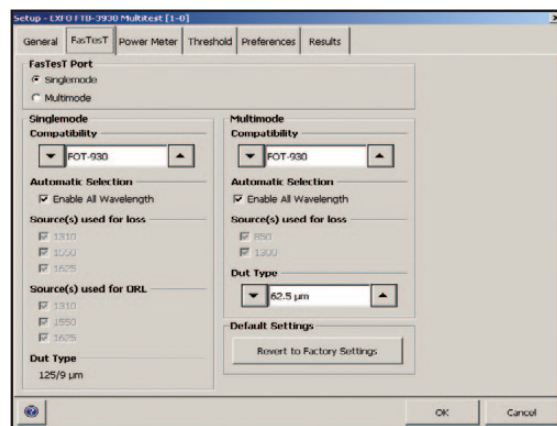 Setup - EXFO FTB-3930 Multitest [1-0]
General FasTesT Power Meter Threshold Preferences Results
FasTesT Port
Singlemode
Multimode
Singlemode
Compatibility
FOT-930
Automatic Selection
Enable All Wavelength
Source(s) used for loss
1310
1550
1625
Source(s) used for ORL
1310
1550
1625
Dut Type
125/9 µm
Multimode
Compatibility
FOT-930
Automatic Selection
Enable All Wavelength
Source(s) used for loss
850
1300
Dut Type
62.5 µm
Default Settings
Revert to Factory Settings
OK Cancel